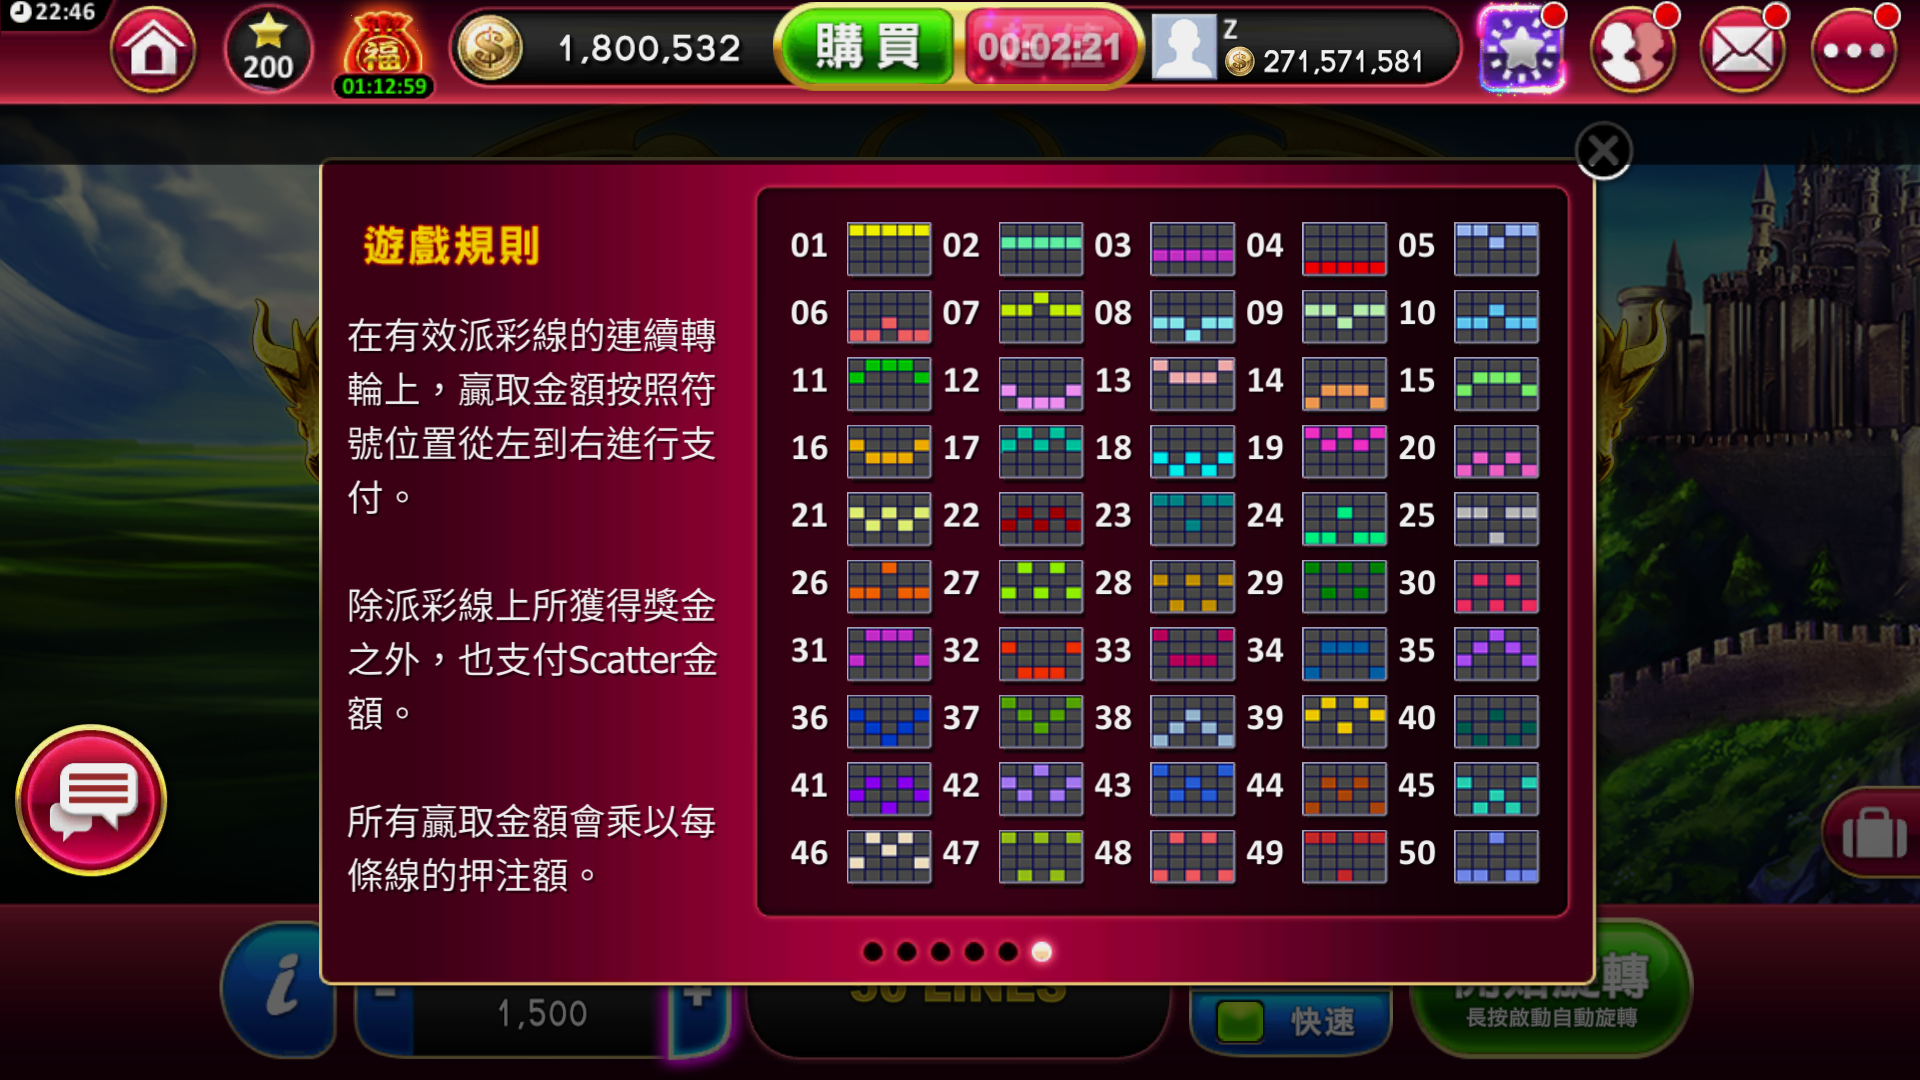 22:46
200
福
01:12:59
1,800,532
購買
00:02:21
Z
271,571,581
遊戲規則
在有效派彩線的連續轉
輪上，贏取金額按照符
號位置從左到右進行支
付。
除派彩線上所獲得獎金
之外，也支付Scatter金
額。
所有贏取金額會乘以每
條線的押注額。
01 02 03 04 05
06 07 08 09 10
11 12 13 14 15
16 17 18 19 20
21 22 23 24 25
26 27 28 29 30
31 32 33 34 35
36 37 38 39 40
41 42 43 44 45
46 47 48 49 50
i
- 1,500 +
50 LINES
快速
開始旋轉
長按啟動自動旋轉